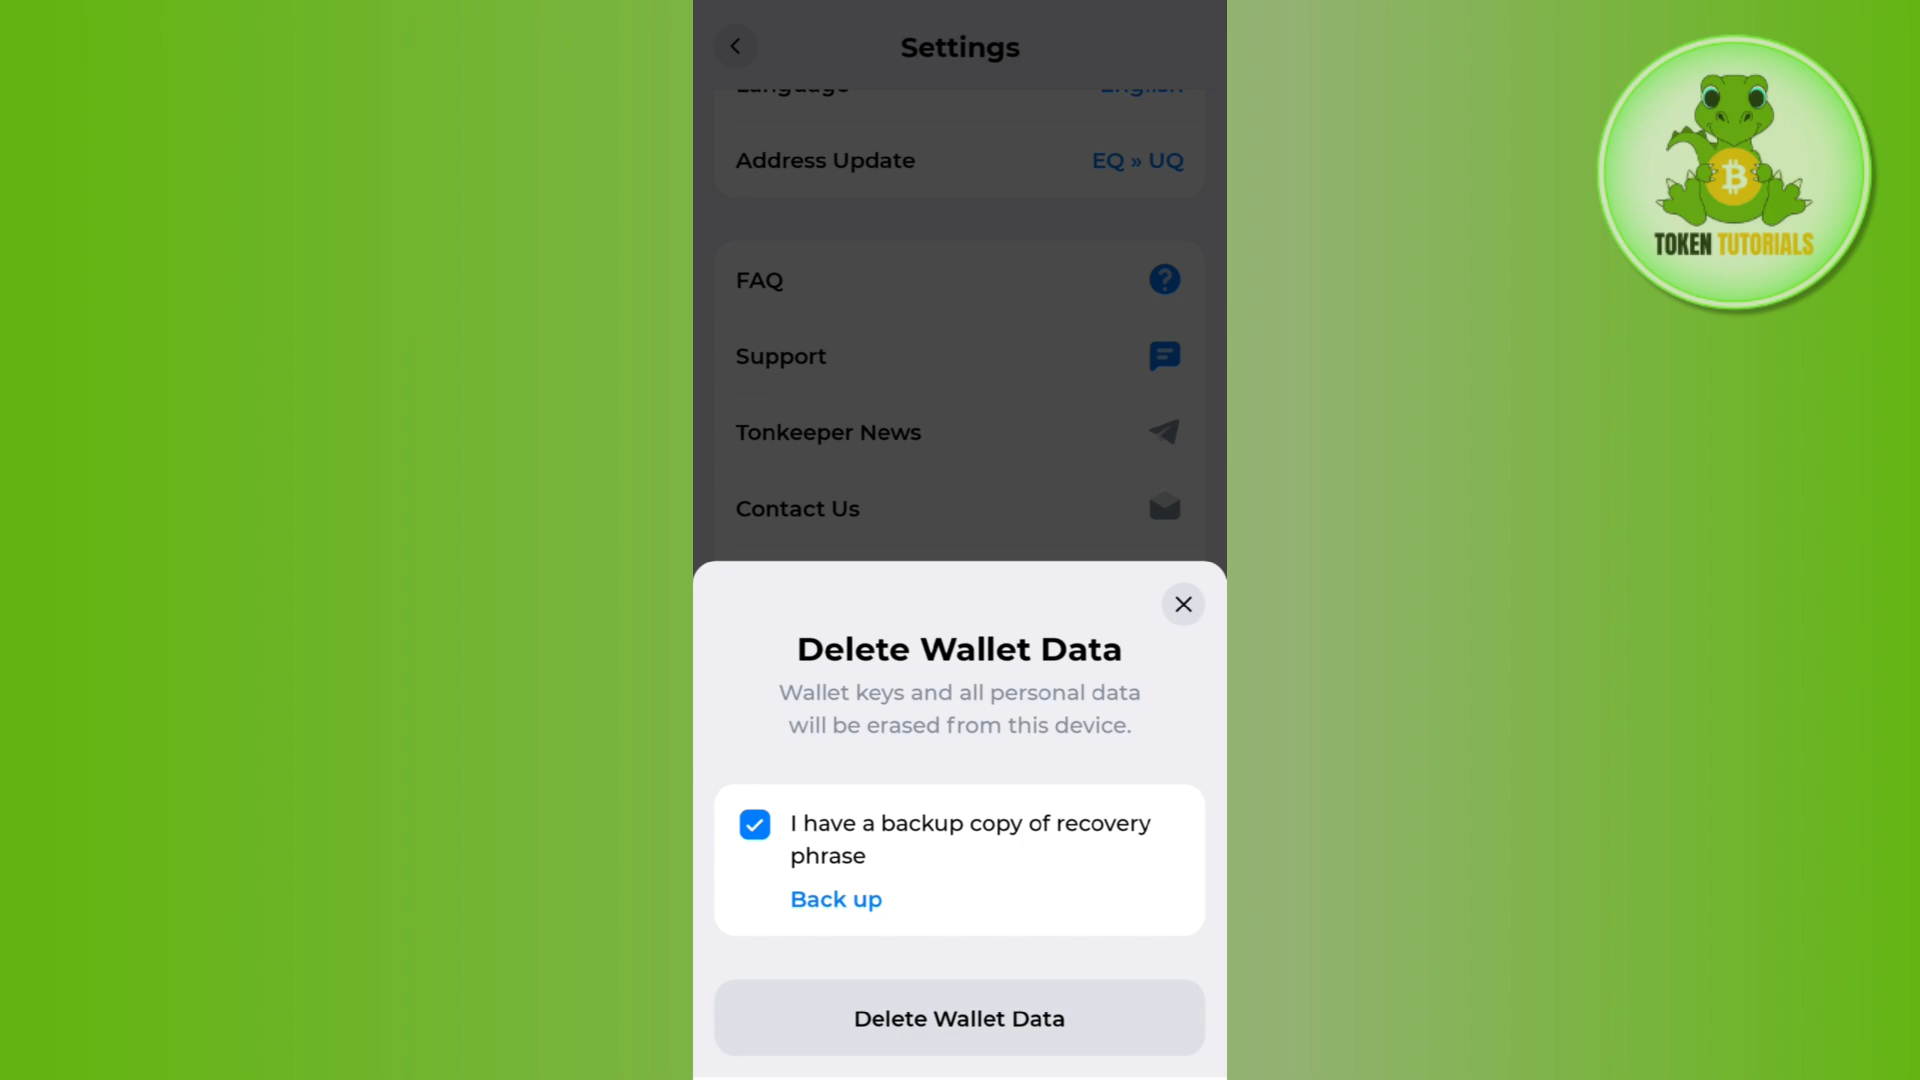 Settings
Language English
Address Update EQ » UQ
FAQ
Support
Tonkeeper News
Contact Us
Delete Wallet Data
Wallet keys and all personal data
will be erased from this device.
I have a backup copy of recovery
phrase
Back up
Delete Wallet Data
TOKEN TUTORIALS